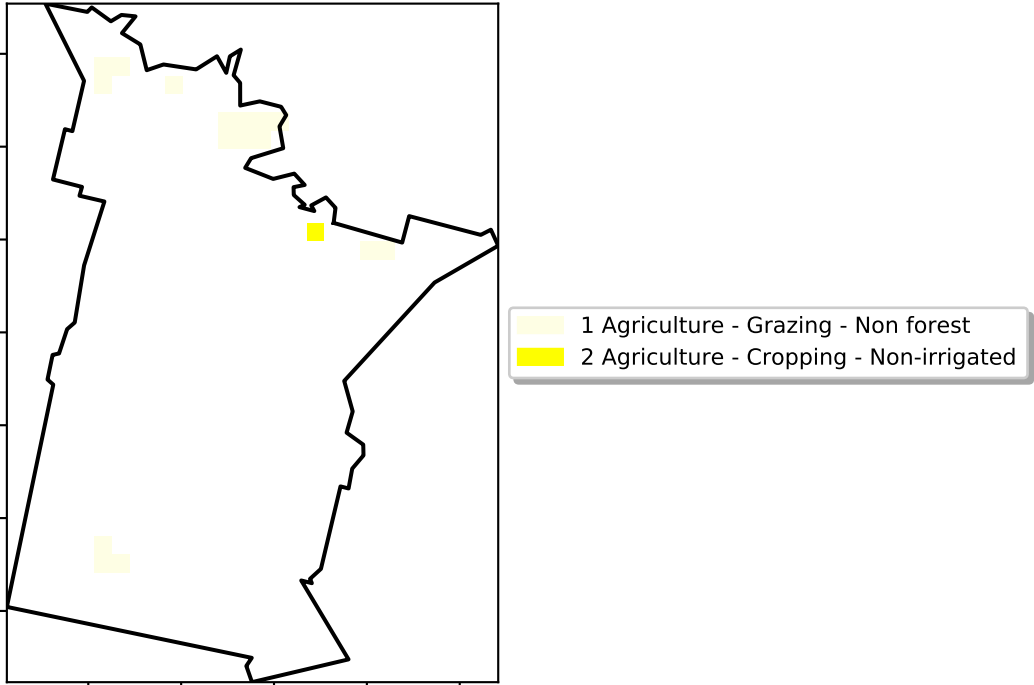 1 Agriculture - Grazing - Non forest
2 Agriculture - Cropping - Non-irrigated